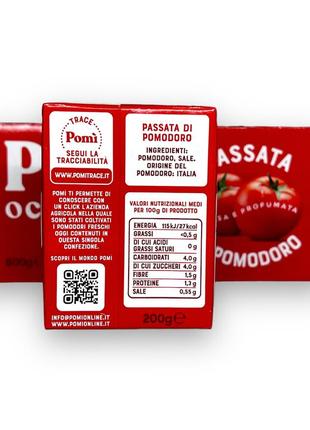 TRACE
Pomì
SEGUI LA
TRACCIABILITÀ
WWW.POMITRACE.IT
POMÌ TI PERMETTE DI
CONOSCERE CON
UN CLICK L'AZIENDA
AGRICOLA NELLA QUALE
SONO STATI COLTIVATI
I POMODORI FRESCHI
OGGI CONTENUTI IN
QUESTA SINGOLA
CONFEZIONE.
SCOPRI IL MONDO POMÌ
INFO@POMIONLINE.IT
WWW.POMIONLINE.IT
PASSATA DI
POMODORO
INGREDIENTI:
POMODORO, SALE.
ORIGINE DEL
POMODORO: ITALIA
VALORI NUTRIZIONALI MEDI
PER 100g DI PRODOTTO
ENERGIA 115kJ/27kcal
GRASSI <0,5 g
DI CUI ACIDI
GRASSI SATURI 0 g
CARBOIDRATI 4,0 g
DI CUI ZUCCHERI 4,0 g
FIBRE 1,5 g
PROTEINE 1,3 g
SALE 0,55 g
200g e
ASSATA
E PROFUMATA
POMODORO